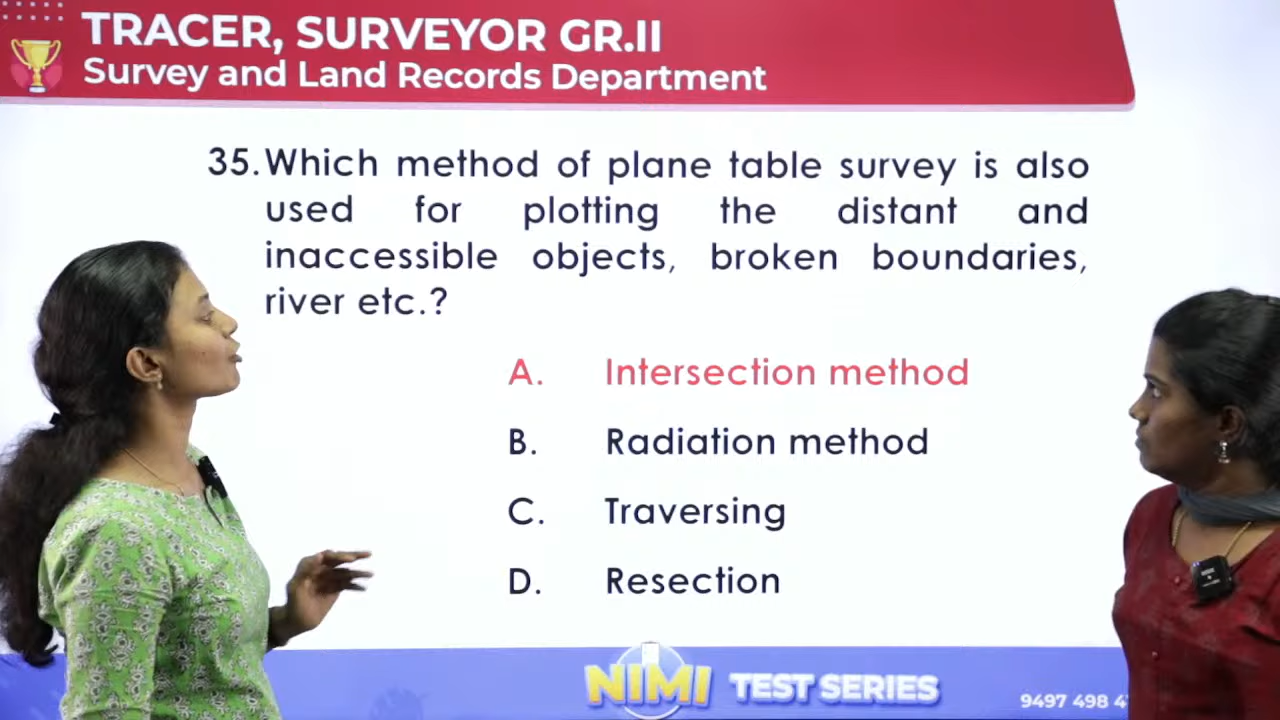 TRACER, SURVEYOR GR.II
Survey and Land Records Department
35. Which method of plane table survey is also
used for plotting the distant and
inaccessible objects, broken boundaries,
river etc.?
A. Intersection method
B. Radiation method
C. Traversing
D. Resection
NIMI TEST SERIES
9497 498